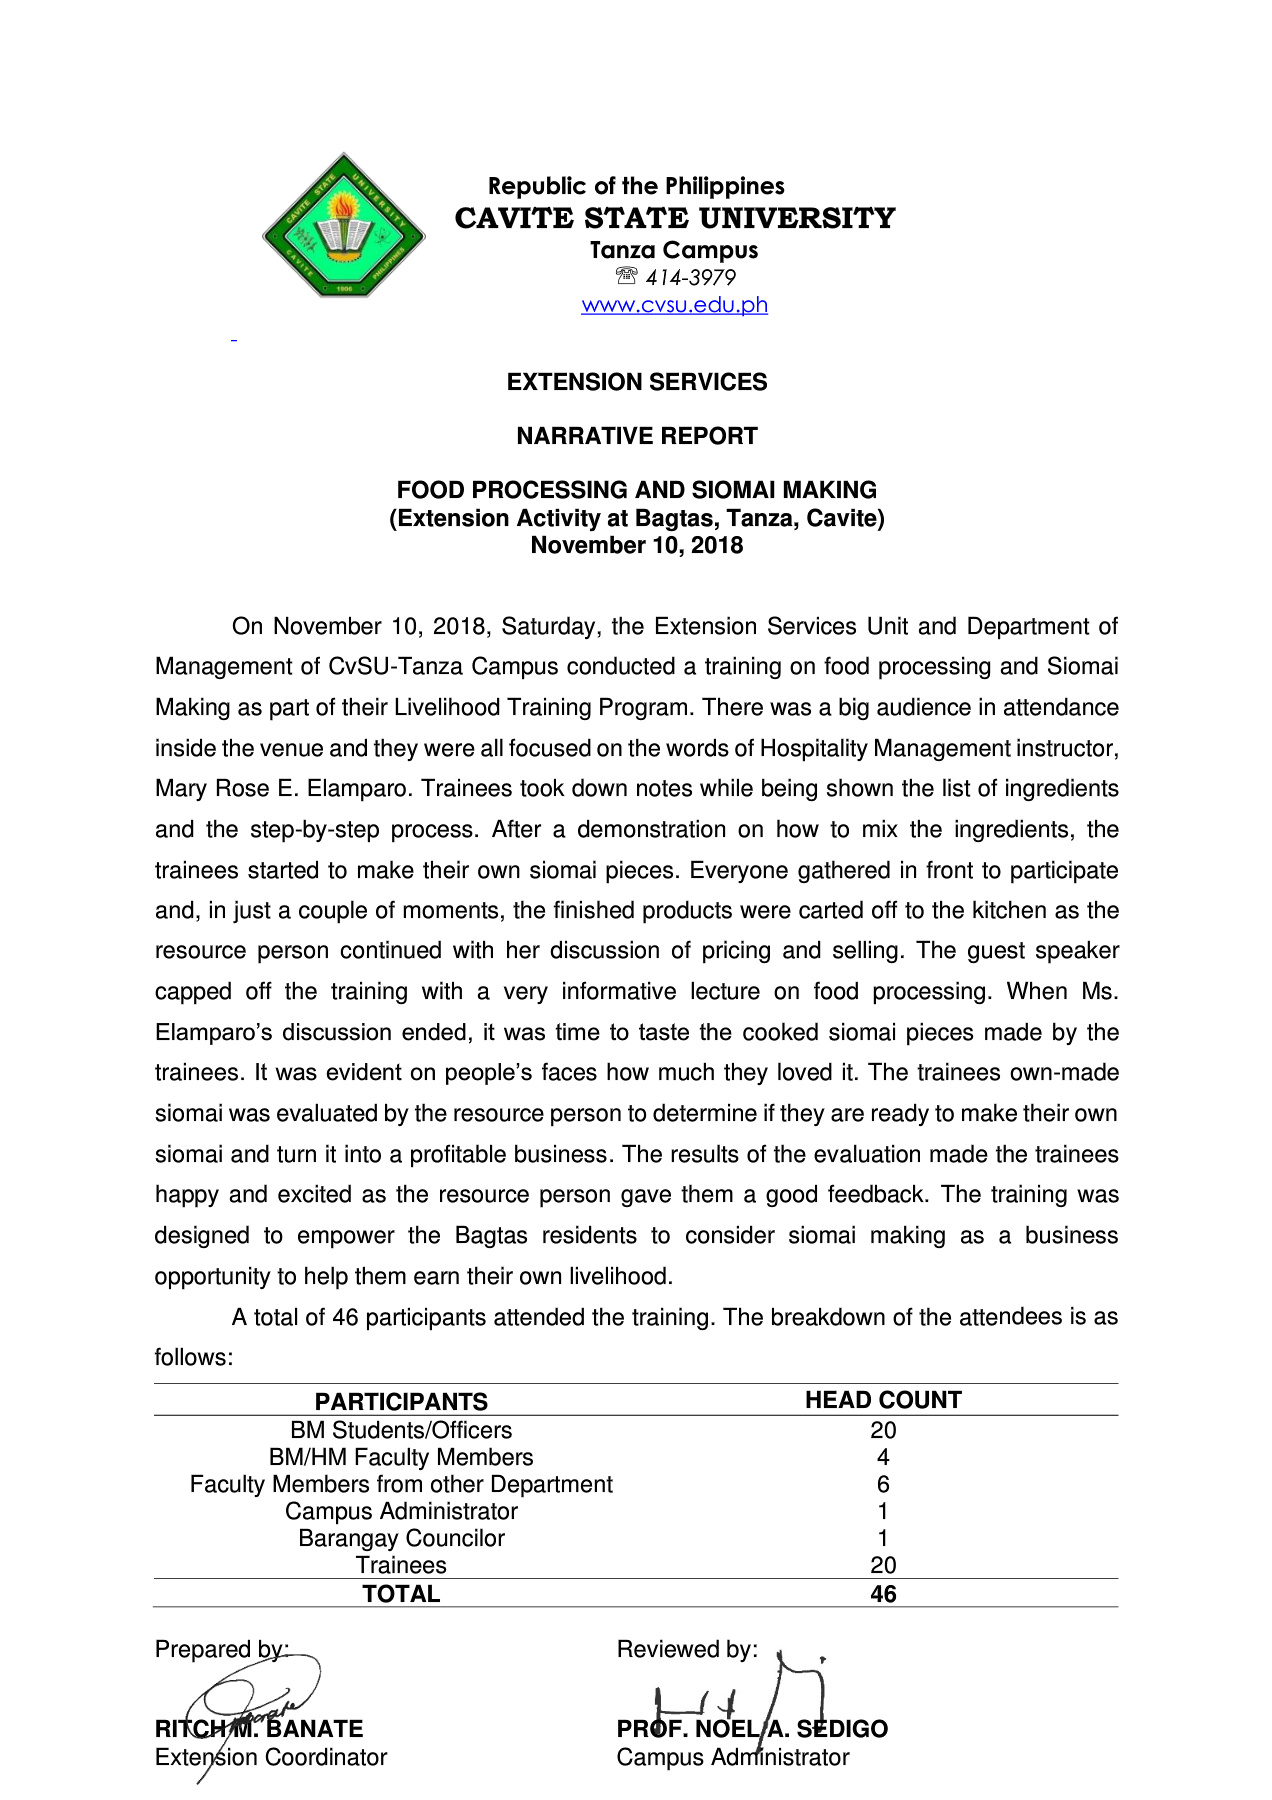 CAVITE STATE UNIVERSITY
CAVITE PHILIPPINES
1906
Republic of the Philippines
CAVITE STATE UNIVERSITY
Tanza Campus
☏ 414-3979
www.cvsu.edu.ph
EXTENSION SERVICES
NARRATIVE REPORT
FOOD PROCESSING AND SIOMAI MAKING
(Extension Activity at Bagtas, Tanza, Cavite)
November 10, 2018
On November 10, 2018, Saturday, the Extension Services Unit and Department of
Management of CvSU-Tanza Campus conducted a training on food processing and Siomai
Making as part of their Livelihood Training Program. There was a big audience in attendance
inside the venue and they were all focused on the words of Hospitality Management instructor,
Mary Rose E. Elamparo. Trainees took down notes while being shown the list of ingredients
and the step-by-step process. After a demonstration on how to mix the ingredients, the
trainees started to make their own siomai pieces. Everyone gathered in front to participate
and, in just a couple of moments, the finished products were carted off to the kitchen as the
resource person continued with her discussion of pricing and selling. The guest speaker
capped off the training with a very informative lecture on food processing. When Ms.
Elamparo’s discussion ended, it was time to taste the cooked siomai pieces made by the
trainees. It was evident on people’s faces how much they loved it. The trainees own-made
siomai was evaluated by the resource person to determine if they are ready to make their own
siomai and turn it into a profitable business. The results of the evaluation made the trainees
happy and excited as the resource person gave them a good feedback. The training was
designed to empower the Bagtas residents to consider siomai making as a business
opportunity to help them earn their own livelihood.
A total of 46 participants attended the training. The breakdown of the attendees is as
follows:
PARTICIPANTS HEAD COUNT
BM Students/Officers 20
BM/HM Faculty Members 4
Faculty Members from other Department 6
Campus Administrator 1
Barangay Councilor 1
Trainees 20
TOTAL 46
Prepared by: Reviewed by:
RITCH M. BANATE PROF. NOEL A. SEDIGO
Extension Coordinator Campus Administrator